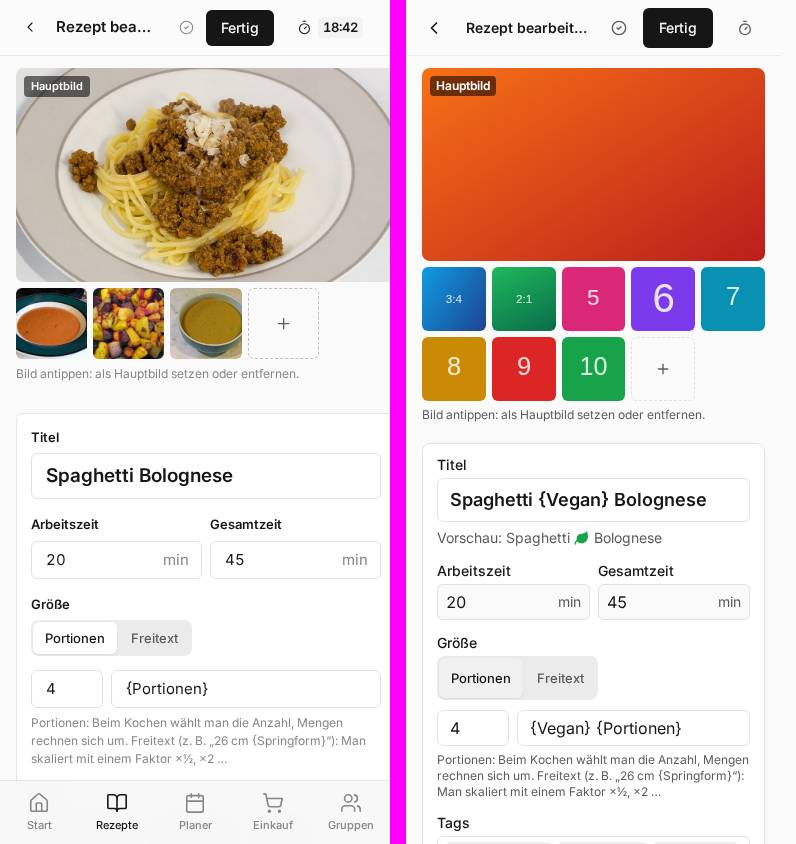 Rezept bea...
Fertig
18:42
Hauptbild
Bild antippen: als Hauptbild setzen oder entfernen.
Titel
Spaghetti Bolognese
Arbeitszeit
Gesamtzeit
20 min
45 min
Größe
Portionen
Freitext
4
{Portionen}
Portionen: Beim Kochen wählt man die Anzahl, Mengen
rechnen sich um. Freitext (z. B. „26 cm {Springform}“): Man
skaliert mit einem Faktor ×½, ×2 …
Start
Rezepte
Planer
Einkauf
Gruppen
Rezept bearbeit...
Fertig
Hauptbild
3:4
2:1
5
6
7
8
9
10
Bild antippen: als Hauptbild setzen oder entfernen.
Titel
Spaghetti {Vegan} Bolognese
Vorschau: Spaghetti Bolognese
Arbeitszeit
Gesamtzeit
20 min
45 min
Größe
Portionen
Freitext
4
{Vegan} {Portionen}
Portionen: Beim Kochen wählt man die Anzahl, Mengen
rechnen sich um. Freitext (z. B. „26 cm {Springform}“):
Man skaliert mit einem Faktor ×½, ×2 …
Tags